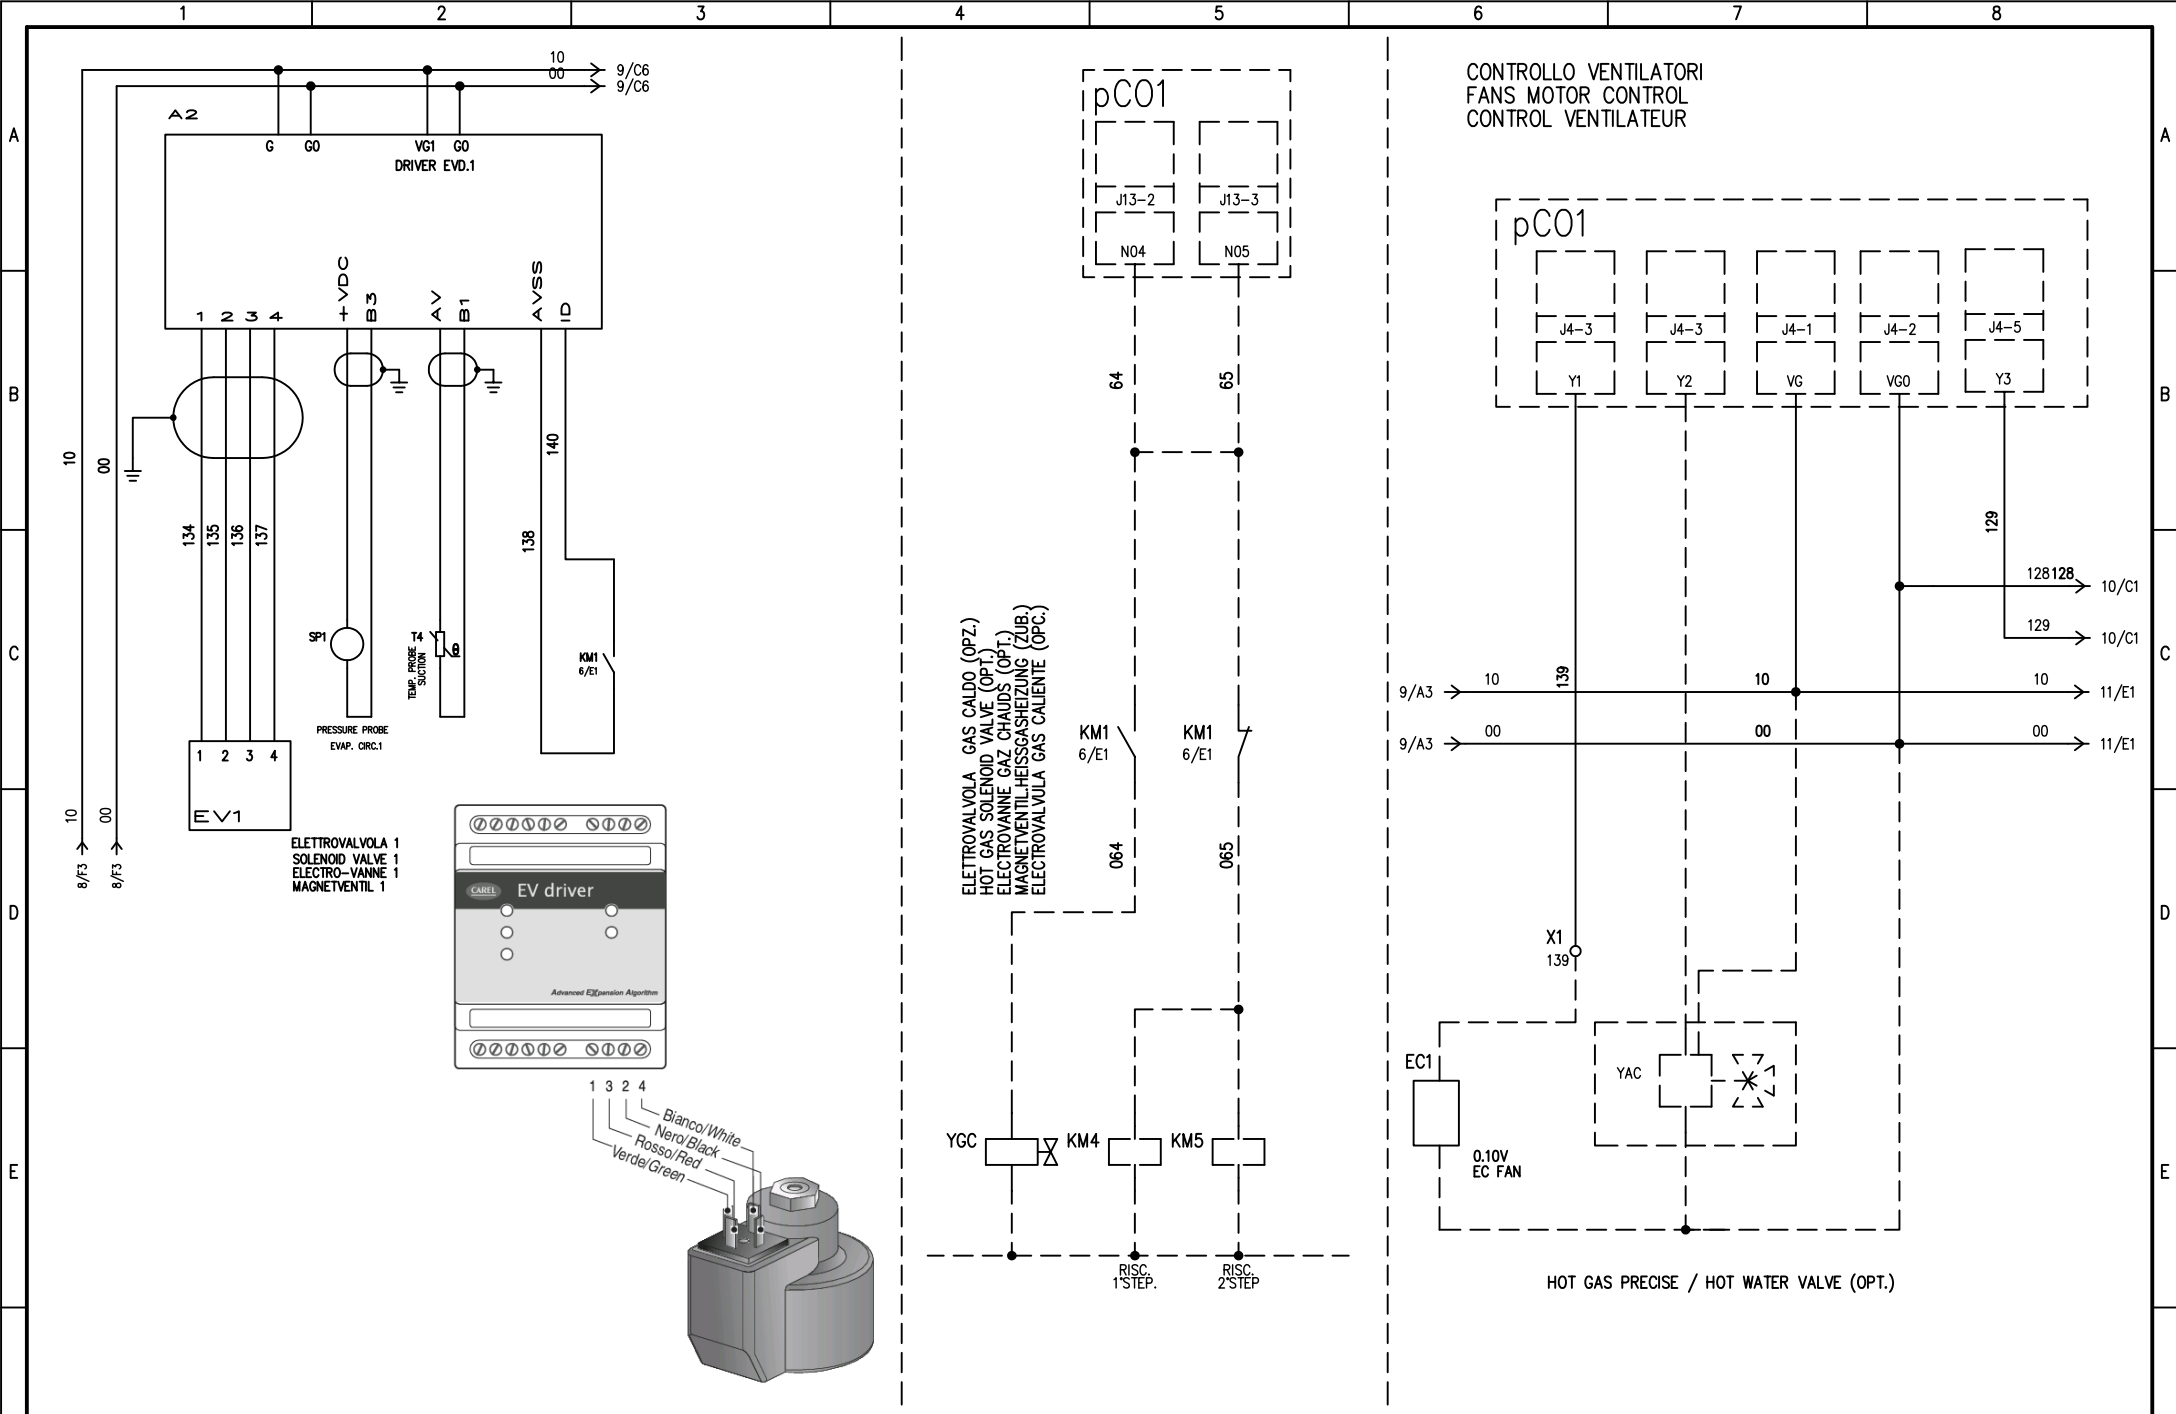 1 2 3 4 5 6 7 8
A
B
C
D
E
A
B
C
D
E
10
00
9/C6
9/C6
A2
G G0 VG1 G0
DRIVER EVD.1
1 2 3 4 +VDC B3 AV B1 AVSS ID
10
00
134
135
136
137
140
138
SP1
PRESSURE PROBE
EVAP. CIRC.1
T4
TEMP. PROBE
SUCTION
θ
KM1
6/E1
1 2 3 4
EV1
ELETTROVALVOLA 1
SOLENOID VALVE 1
ELECTRO-VANNE 1
MAGNETVENTIL 1
10
00
8/F3
8/F3
CAREL
EV driver
Advanced EXpansion Algorithm
1 3 2 4
Bianco/White
Nero/Black
Rosso/Red
Verde/Green
pCO1
J13-2 J13-3
NO4 NO5
64
65
ELETTROVALVOLA GAS CALDO (OPZ.)
HOT GAS SOLENOID VALVE (OPT.)
ELECTROVANNE GAZ CHAUDS (OPT.)
MAGNETVENTIL.HEISSGASHEIZUNG (ZUB.)
ELECTROVALVULA GAS CALIENTE (OPC.)
KM1
6/E1
KM1
6/E1
064
065
YGC
KM4
KM5
RISC.
1°STEP.
RISC.
2°STEP
CONTROLLO VENTILATORI
FANS MOTOR CONTROL
CONTROL VENTILATEUR
pCO1
J4-3 J4-3 J4-1 J4-2 J4-5
Y1 Y2 VG VG0 Y3
129
128128
10/C1
129
10/C1
139
9/A3 10 10 10 11/E1
9/A3 00 00 00 11/E1
X1
139
EC1
YAC
0.10V
EC FAN
HOT GAS PRECISE / HOT WATER VALVE (OPT.)